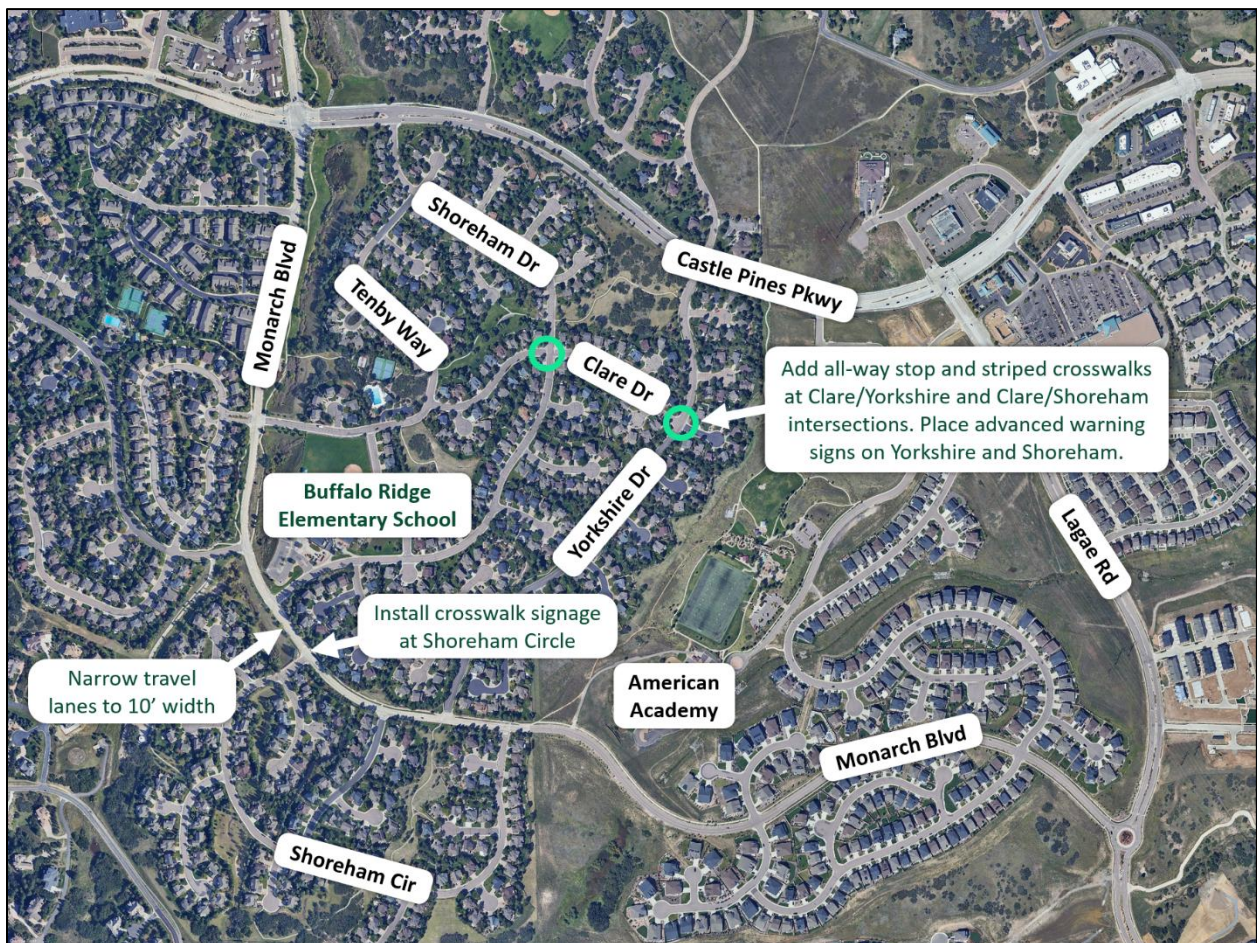 Shoreham Dr
Monarch Blvd
Castle Pines Pkwy
Tenby Way
Clare Dr
Add all-way stop and striped crosswalks
at Clare/Yorkshire and Clare/Shoreham
intersections. Place advanced warning
signs on Yorkshire and Shoreham.
Buffalo Ridge
Elementary School
Yorkshire Dr
Lagae Rd
Install crosswalk signage
at Shoreham Circle
Narrow travel
lanes to 10’ width
American
Academy
Monarch Blvd
Shoreham Cir